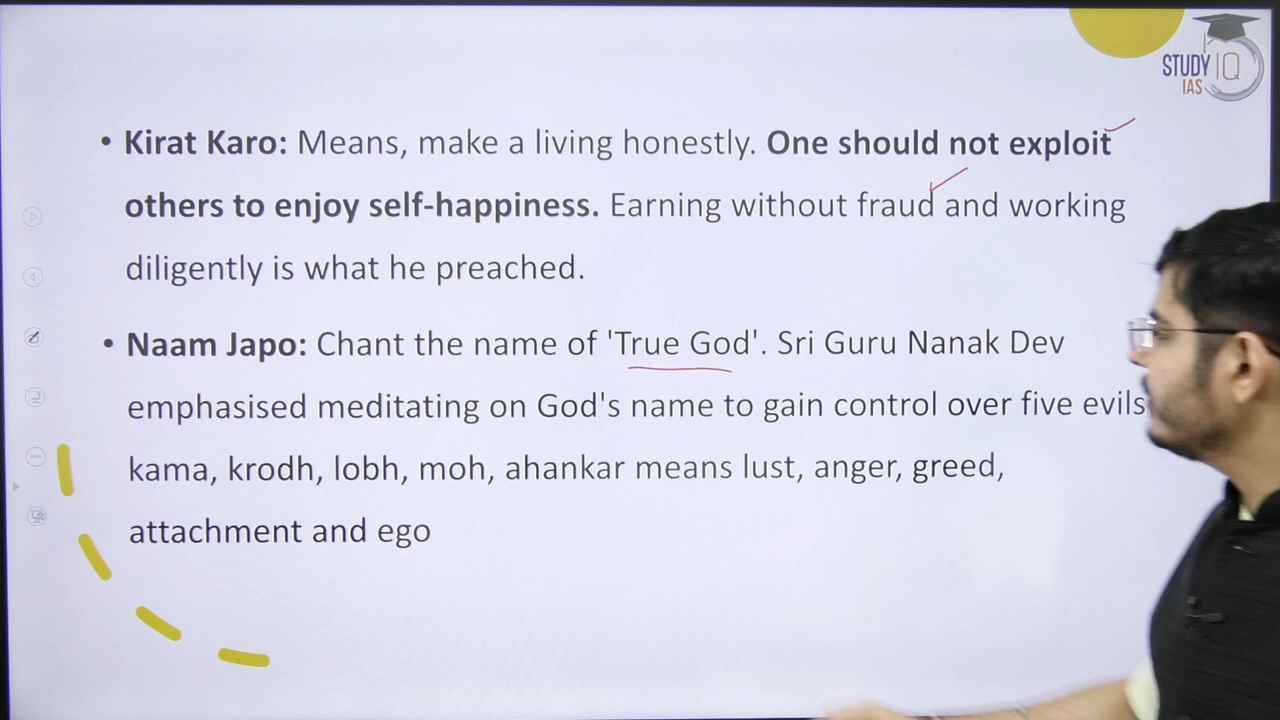 STUDY IQ
IAS
• Kirat Karo: Means, make a living honestly. One should not exploit
others to enjoy self-happiness. Earning without fraud and working
diligently is what he preached.
• Naam Japo: Chant the name of 'True God'. Sri Guru Nanak Dev
emphasised meditating on God's name to gain control over five evils
kama, krodh, lobh, moh, ahankar means lust, anger, greed,
attachment and ego